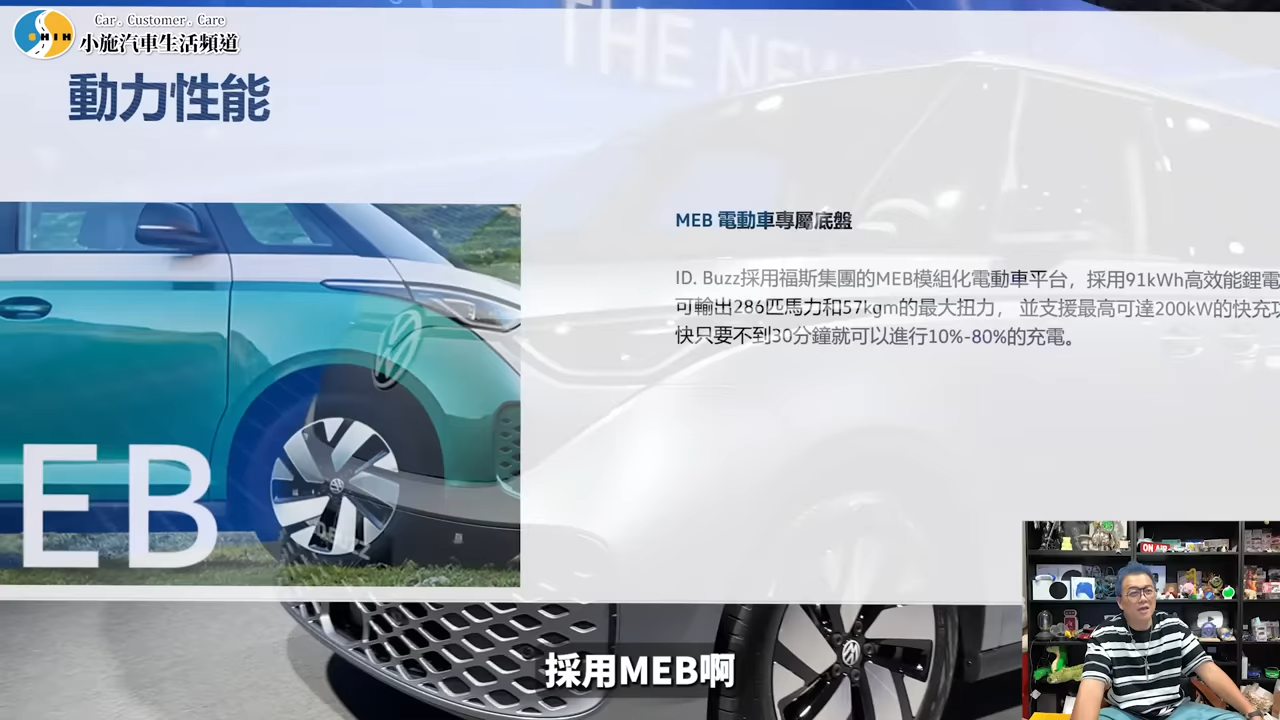 Car. Customer. Care
SHIH
小施汽車生活頻道
THE NEW
動力性能
MEB 電動車專屬底盤
ID. Buzz採用福斯集團的MEB模組化電動車平台，採用91kWh高效能鋰電
可輸出286匹馬力和57kgm的最大扭力， 並支援最高可達200kW的快充
快只要不到30分鐘就可以進行10%-80%的充電。
EB
ON AIR
採用MEB啊